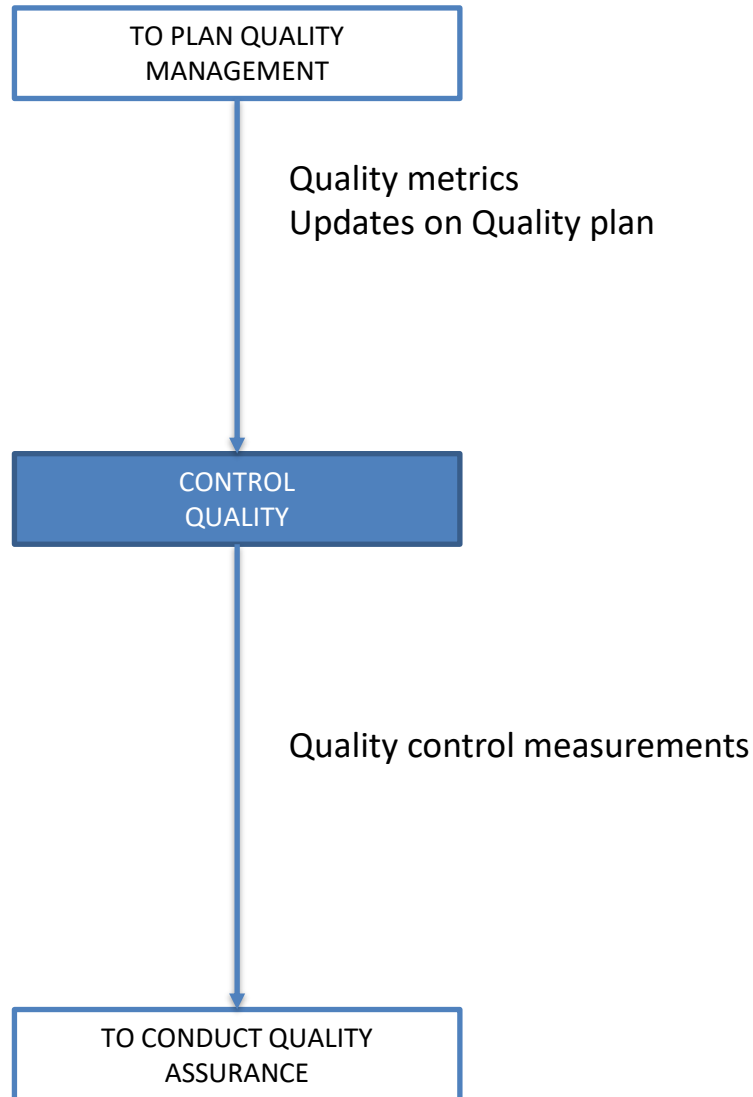 TO PLAN QUALITY
MANAGEMENT
Quality metrics
Updates on Quality plan
CONTROL
QUALITY
Quality control measurements
TO CONDUCT QUALITY
ASSURANCE